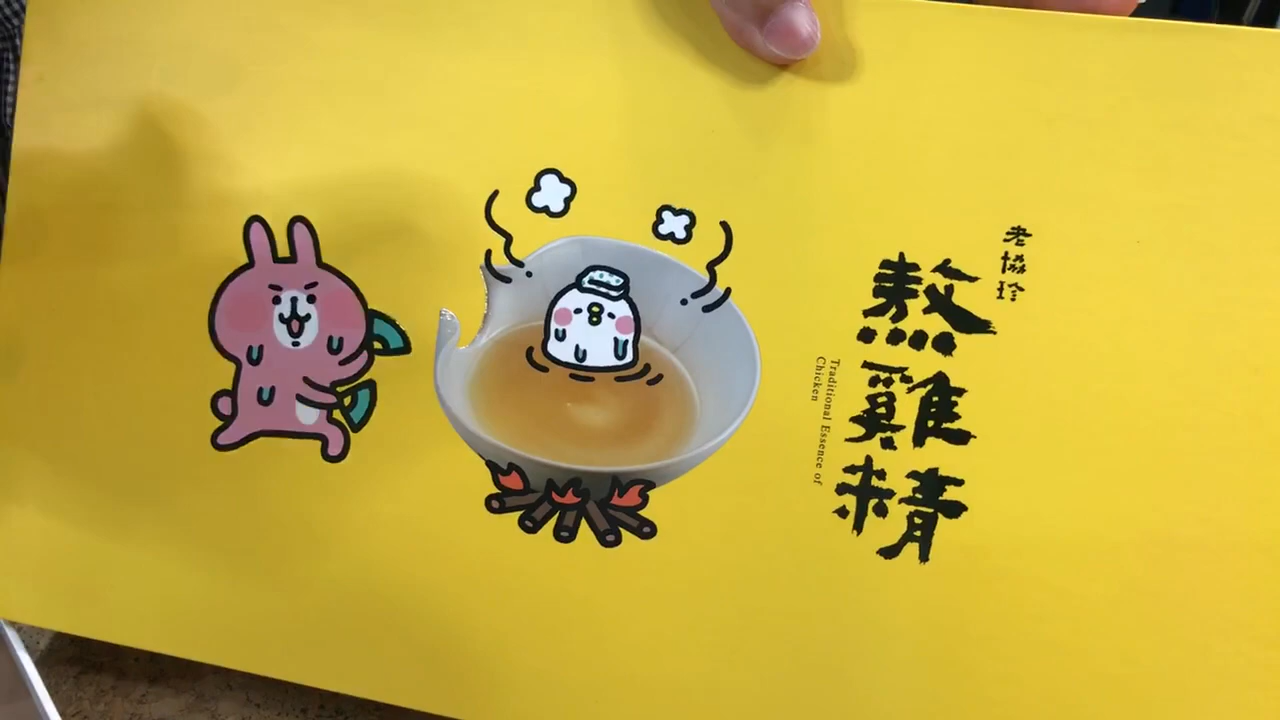 老協珍
熬雞精
Traditional Essence of
Chicken